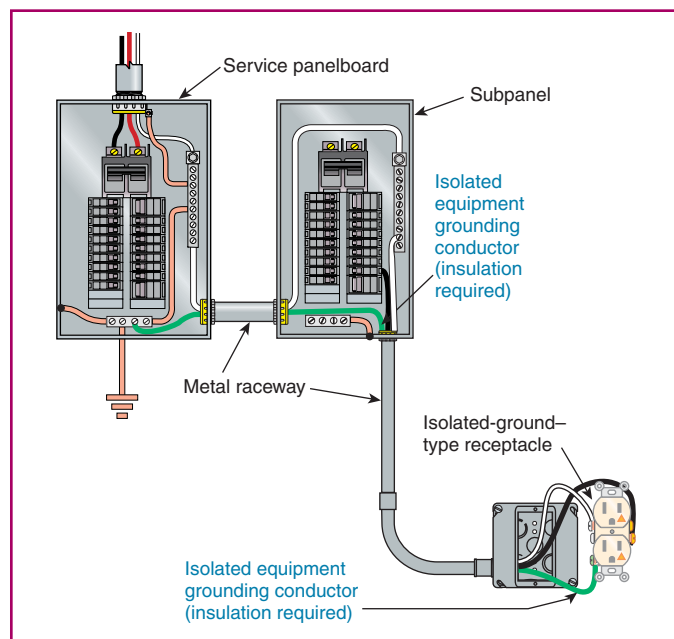 Service panelboard
Subpanel
Isolated
equipment
grounding
conductor
(insulation
required)
Metal raceway
Isolated-ground–
type receptacle
Isolated equipment
grounding conductor
(insulation required)